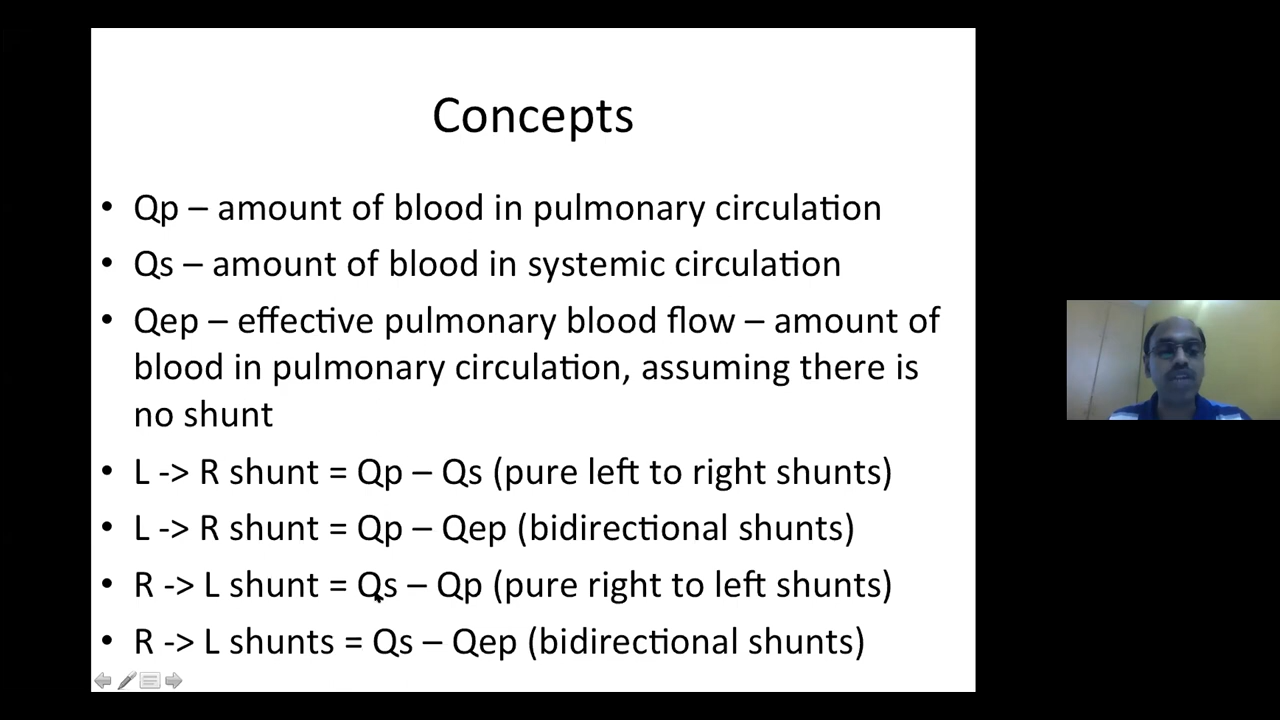 Concepts
• Qp – amount of blood in pulmonary circulation
• Qs – amount of blood in systemic circulation
• Qep – effective pulmonary blood flow – amount of
blood in pulmonary circulation, assuming there is
no shunt
• L -> R shunt = Qp – Qs (pure left to right shunts)
• L -> R shunt = Qp – Qep (bidirectional shunts)
• R -> L shunt = Qs – Qp (pure right to left shunts)
• R -> L shunts = Qs – Qep (bidirectional shunts)